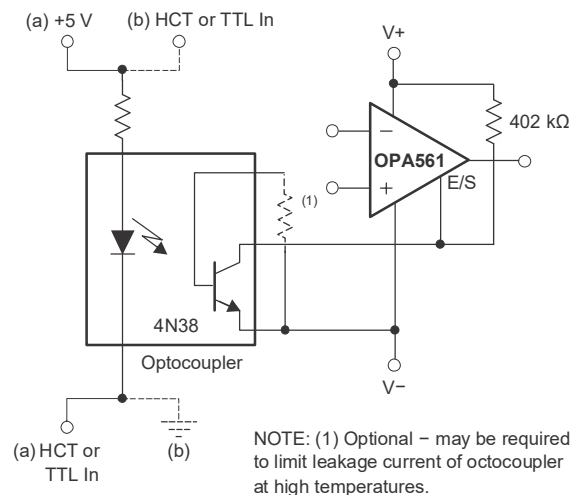 (a) +5 V
(b) HCT or TTL In
V+
402 kΩ
−
OPA561
+
E/S
(1)
4N38
Optocoupler
V−
(a) HCT or
TTL In
(b)
NOTE: (1) Optional − may be required
to limit leakage current of octocoupler
at high temperatures.